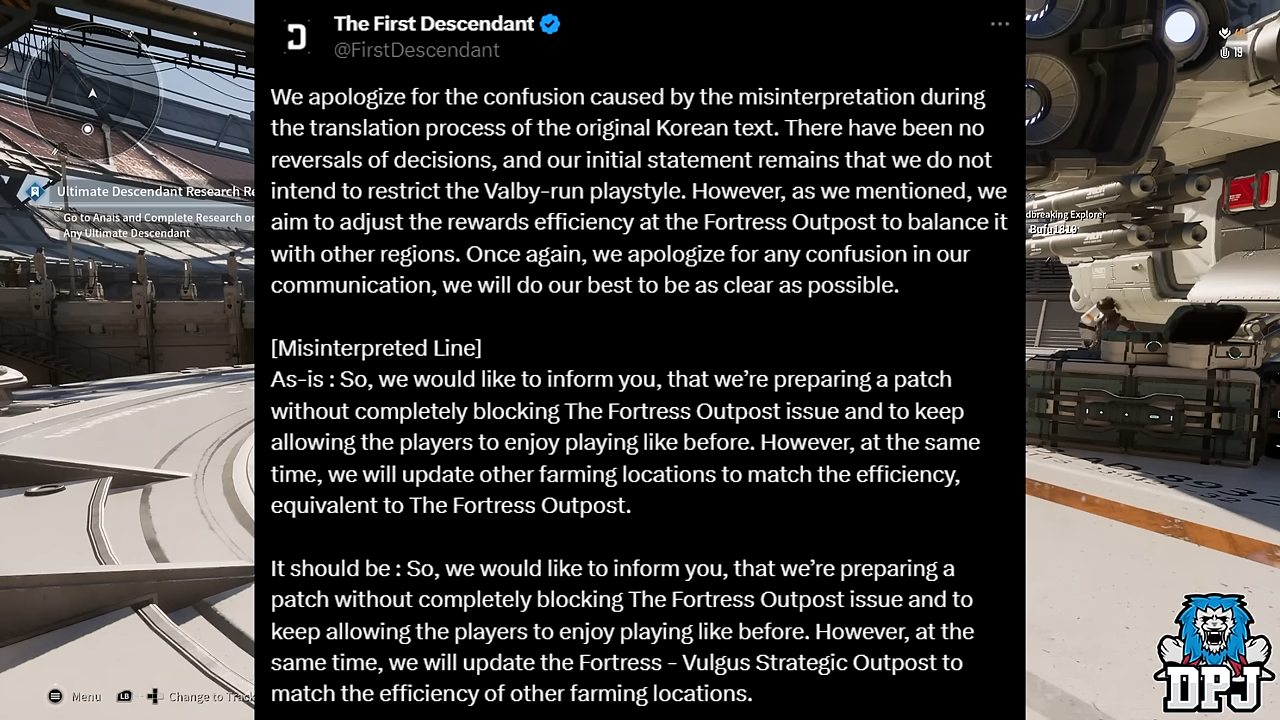 The First Descendant
@FirstDescendant
We apologize for the confusion caused by the misinterpretation during
the translation process of the original Korean text. There have been no
reversals of decisions, and our initial statement remains that we do not
intend to restrict the Valby-run playstyle. However, as we mentioned, we
aim to adjust the rewards efficiency at the Fortress Outpost to balance it
with other regions. Once again, we apologize for any confusion in our
communication, we will do our best to be as clear as possible.
[Misinterpreted Line]
As-is : So, we would like to inform you, that we’re preparing a patch
without completely blocking The Fortress Outpost issue and to keep
allowing the players to enjoy playing like before. However, at the same
time, we will update other farming locations to match the efficiency,
equivalent to The Fortress Outpost.
It should be : So, we would like to inform you, that we’re preparing a
patch without completely blocking The Fortress Outpost issue and to
keep allowing the players to enjoy playing like before. However, at the
same time, we will update the Fortress – Vulgus Strategic Outpost to
match the efficiency of other farming locations.
Ultimate Descendant Research Re
Go to Anais and Complete Research or
Any Ultimate Descendant
Menu LB Change to Track
19
dbreaking Explorer
Bufu1819
DPJ